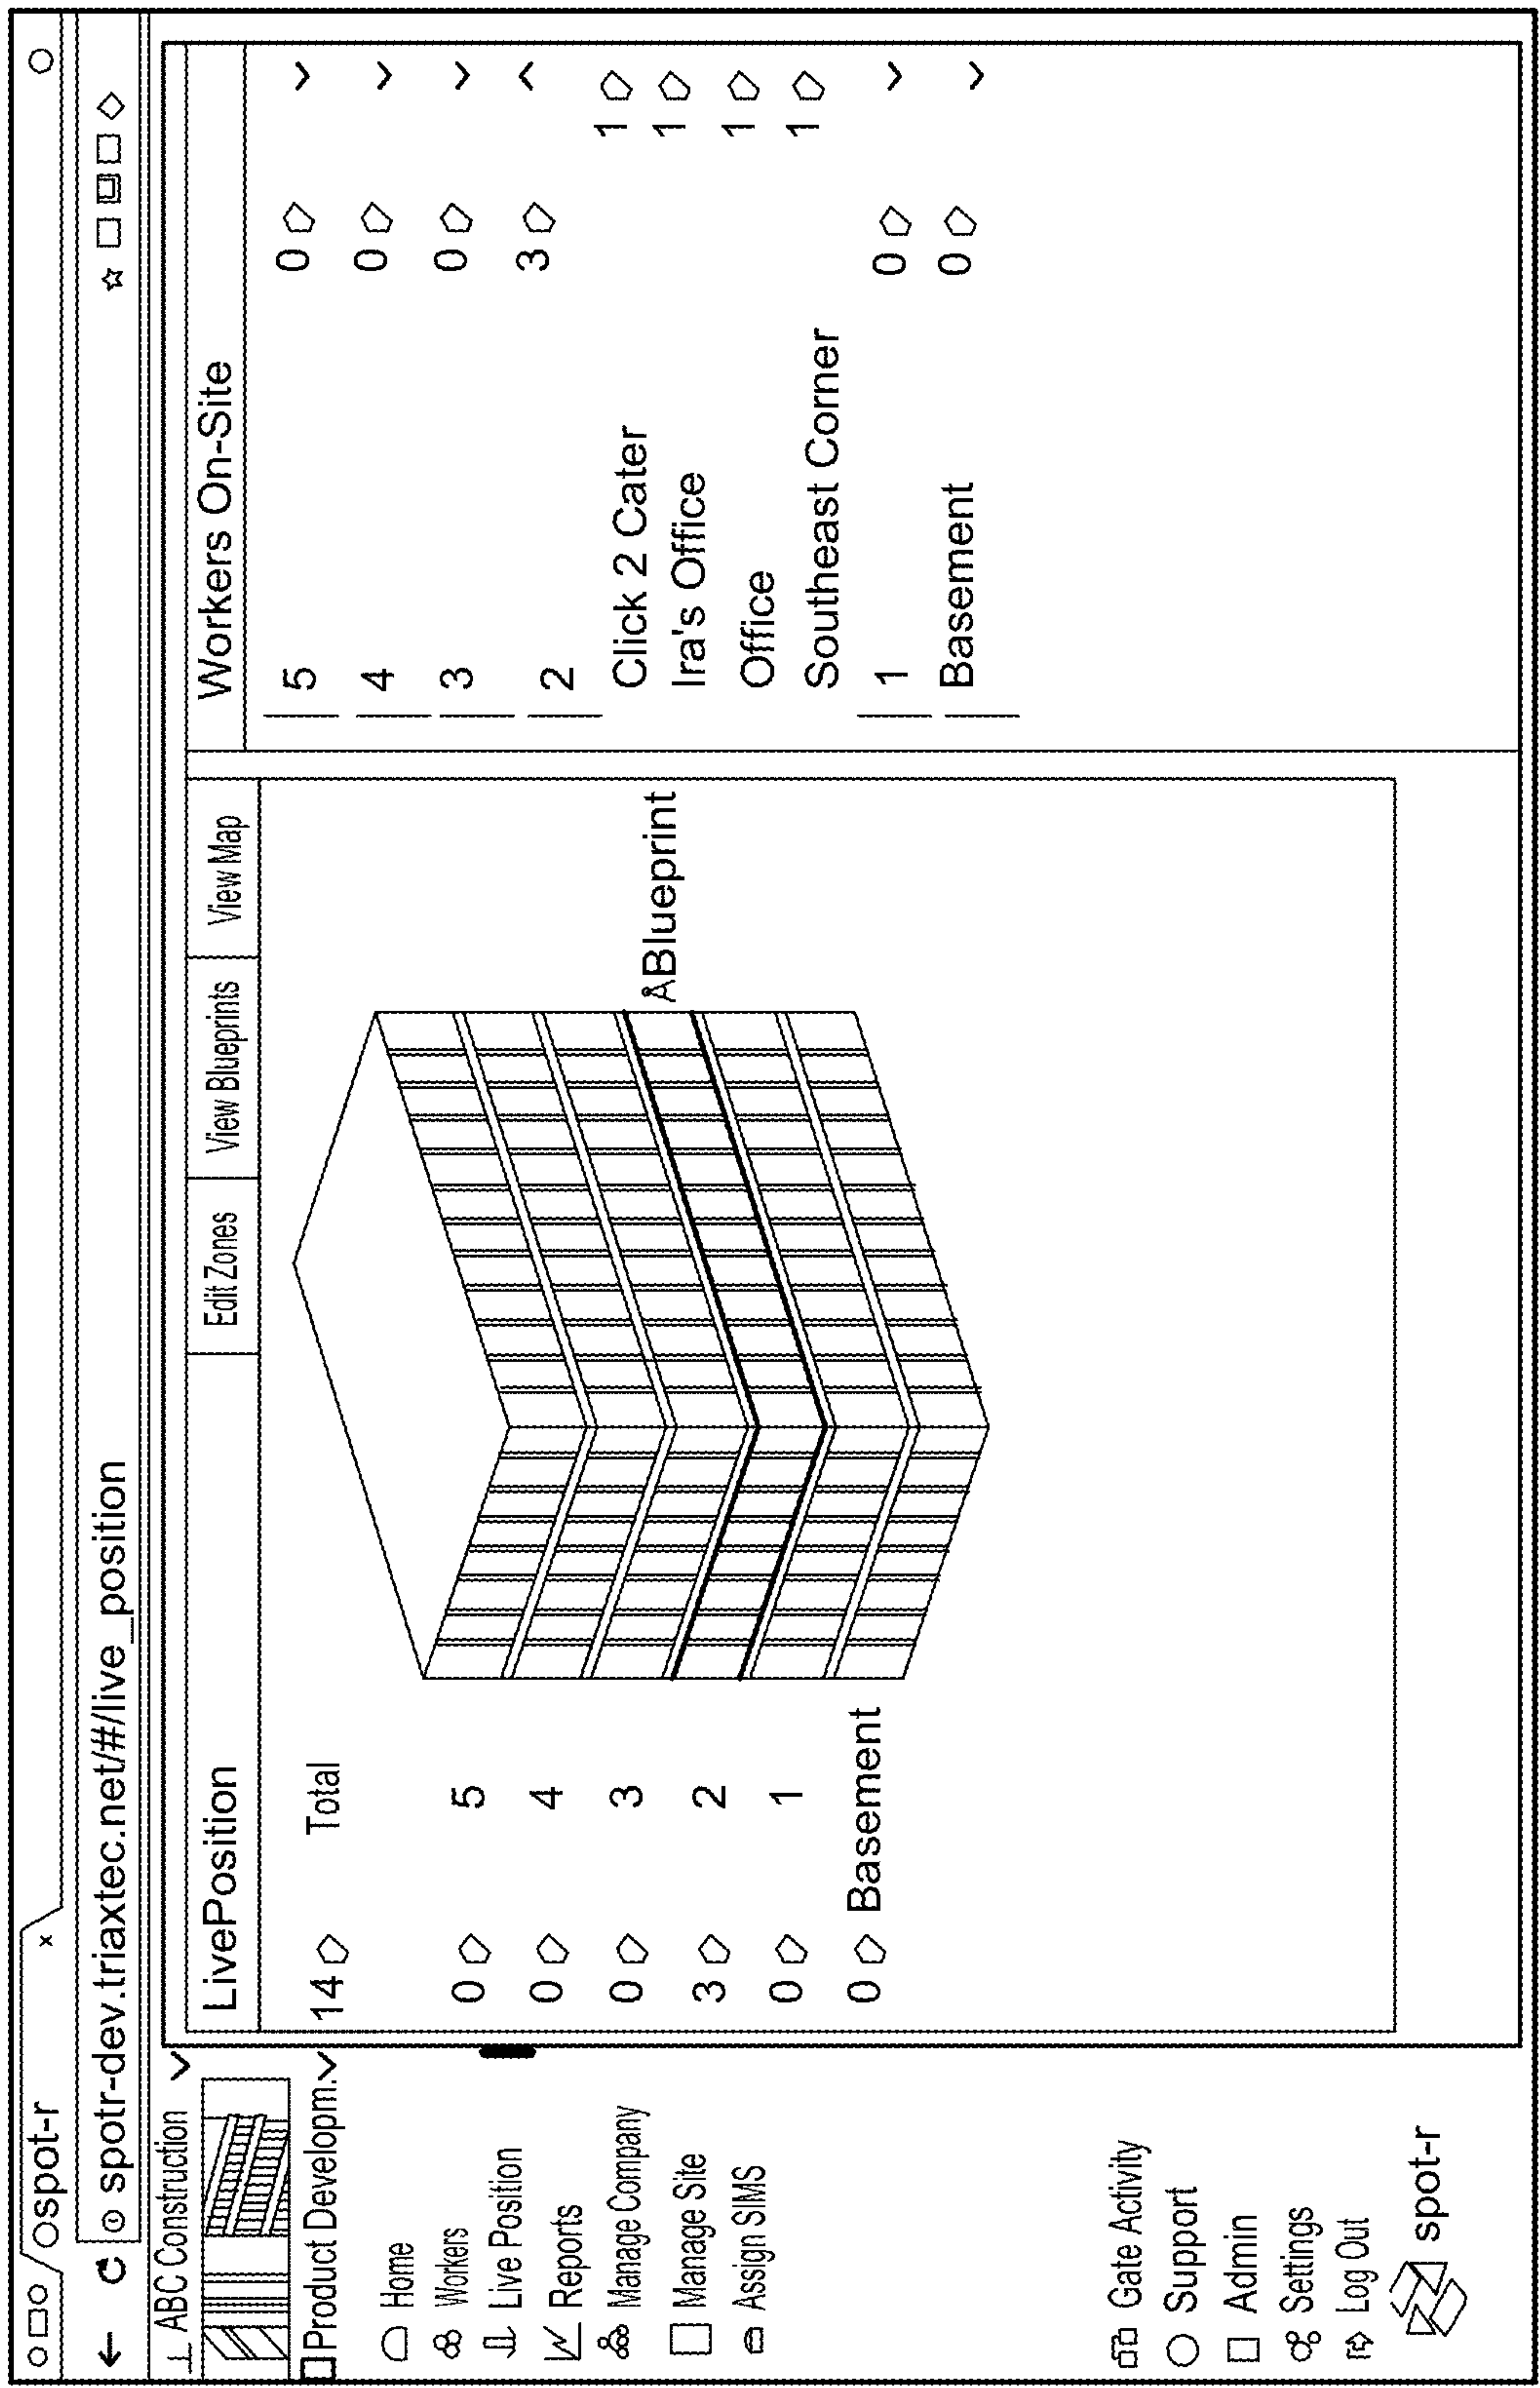 spot-r
spotr-dev.triaxtec.net/#/live_position
ABC Construction
Product Developm.
Home
Workers
Live Position
Reports
Manage Company
Manage Site
Assign SIMS
Gate Activity
Support
Admin
Settings
Log Out
spot-r
LivePosition
Edit Zones
View Blueprints
View Map
14 Total
0 5
0 4
0 3
3 2
0 1
0 Basement
ÅBlueprint
Workers On-Site
5 0
4 0
3 0
2 3
Click 2 Cater 1
Ira's Office 1
Office 1
Southeast Corner 1
1 0
Basement 0